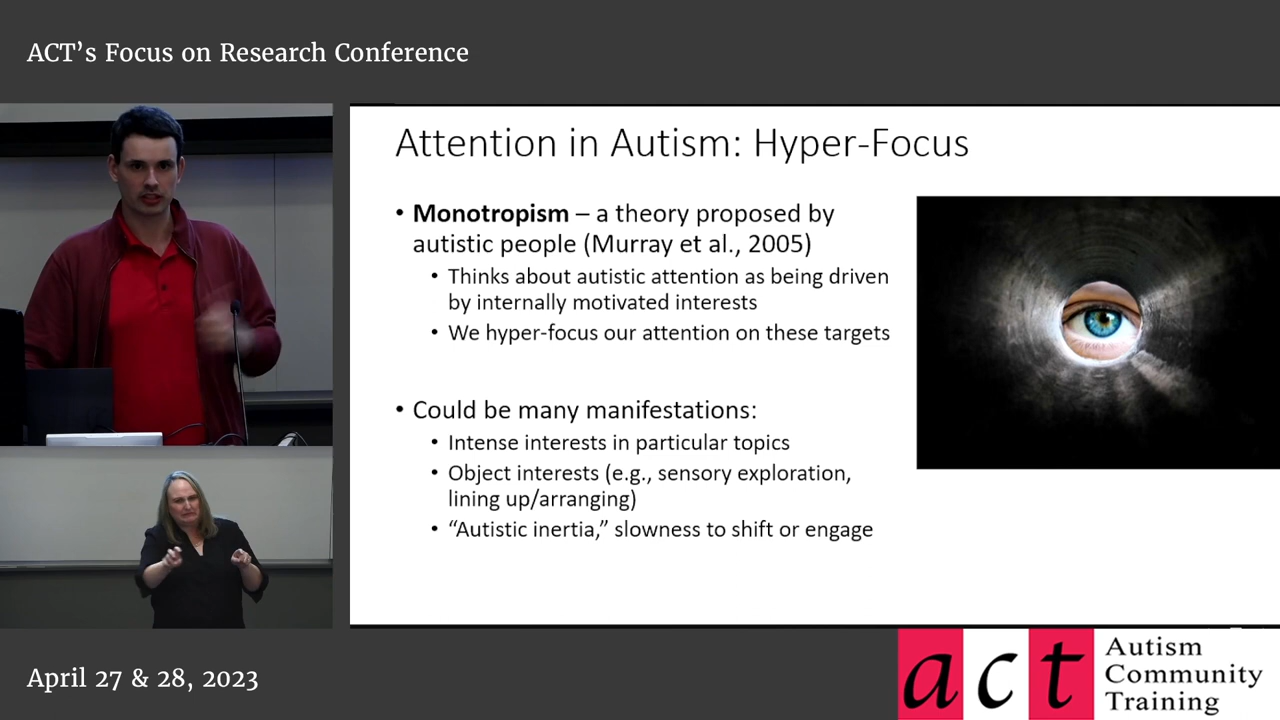 ACT’s Focus on Research Conference
Attention in Autism: Hyper-Focus
• Monotropism – a theory proposed by
autistic people (Murray et al., 2005)
• Thinks about autistic attention as being driven
by internally motivated interests
• We hyper-focus our attention on these targets
• Could be many manifestations:
• Intense interests in particular topics
• Object interests (e.g., sensory exploration,
lining up/arranging)
• “Autistic inertia,” slowness to shift or engage
April 27 & 28, 2023
act
Autism
Community
Training